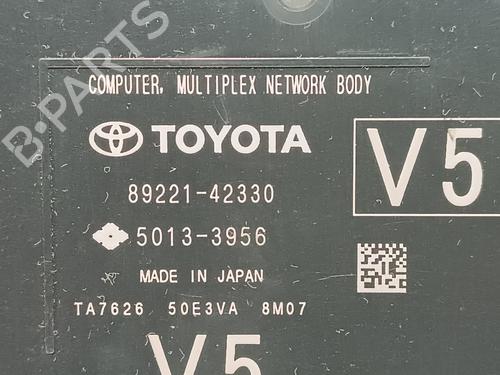 COMPUTER, MULTIPLEX NETWORK BODY
TOYOTA
V5
89221-42330
5013-3956
MADE IN JAPAN
TA7626 50E3VA 8M07
V5
B-PARTS